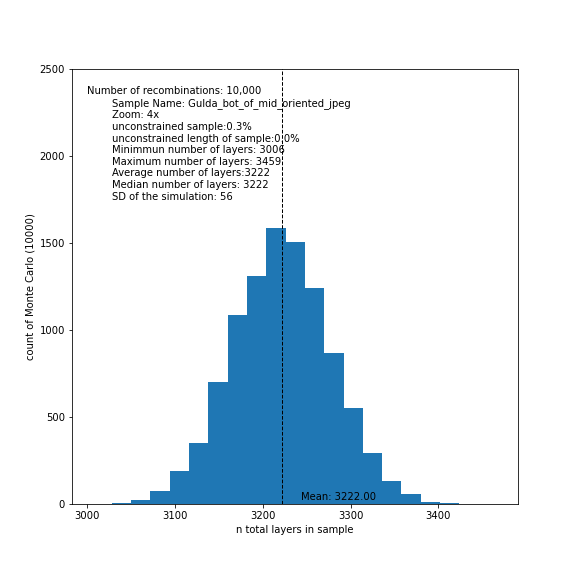 2500
2000
1500
1000
500
0
count of Monte Carlo (10000)
Number of recombinations: 10,000
Sample Name: Gulda_bot_of_mid_oriented_jpeg
Zoom: 4x
unconstrained sample:0.3%
unconstrained length of sample:0.0%
Minimmun number of layers: 3006
Maximum number of layers: 3459
Average number of layers:3222
Median number of layers: 3222
SD of the simulation: 56
Mean: 3222.00
3000 3100 3200 3300 3400
n total layers in sample